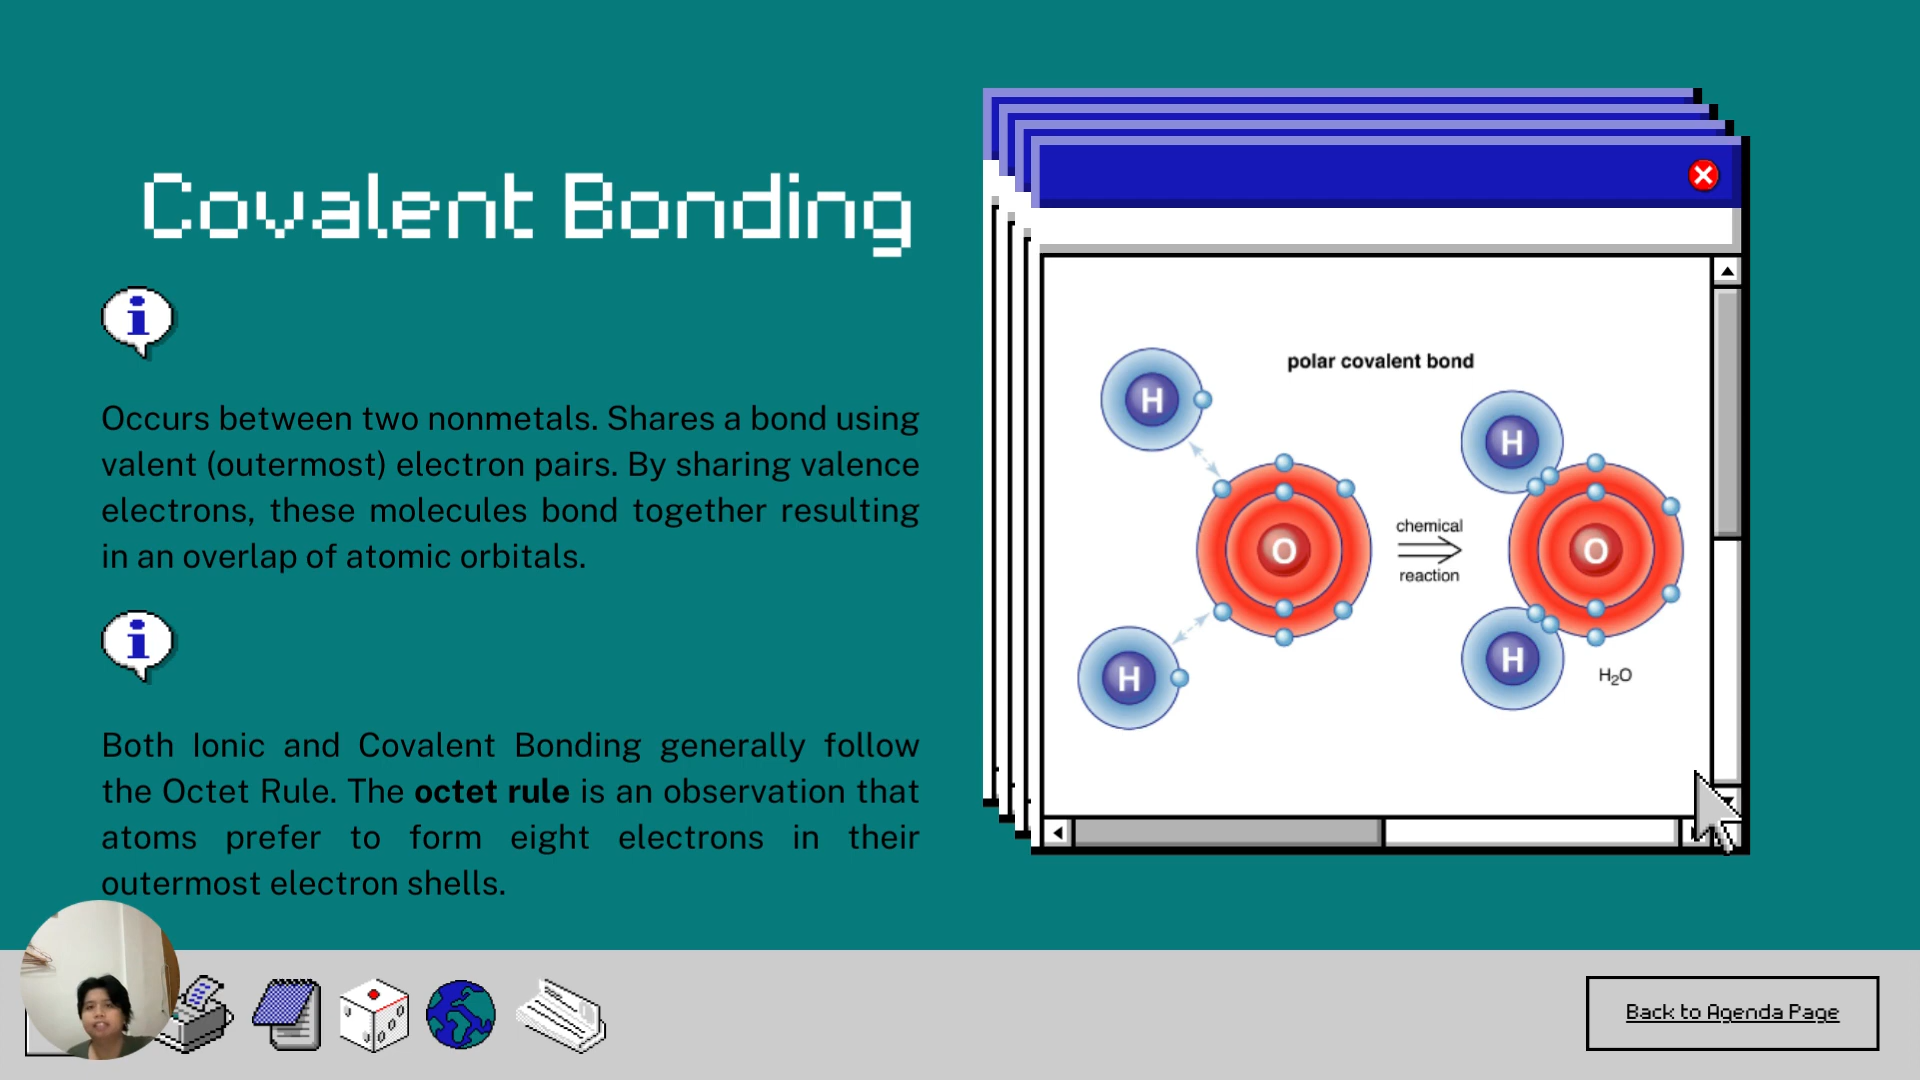 Covalent Bonding
i
Occurs between two nonmetals. Shares a bond using
valent (outermost) electron pairs. By sharing valence
electrons, these molecules bond together resulting
in an overlap of atomic orbitals.
i
Both Ionic and Covalent Bonding generally follow
the Octet Rule. The octet rule is an observation that
atoms prefer to form eight electrons in their
outermost electron shells.
polar covalent bond
H
H
O
chemical
reaction
O
H
H
H₂O
Back to Agenda Page